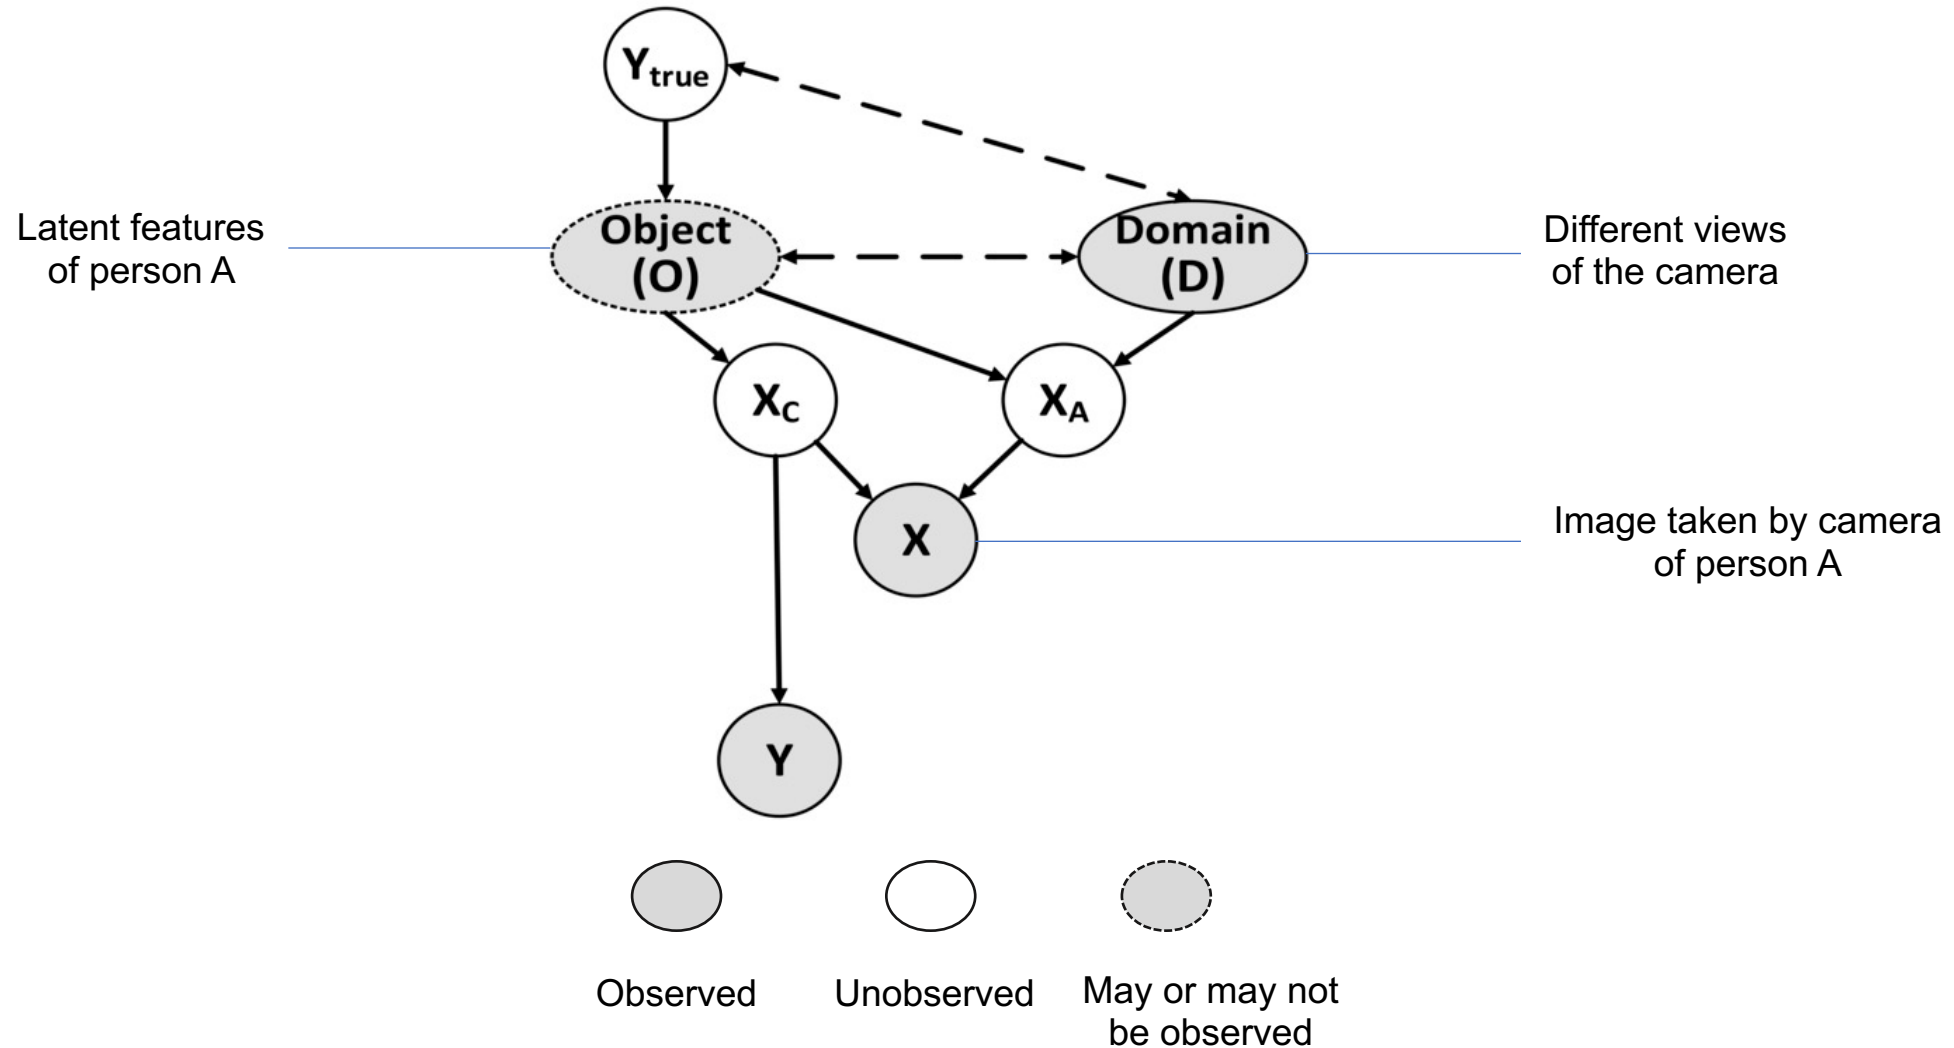 Ytrue
Latent features
of person A
Object
(O)
Domain
(D)
Different views
of the camera
XC
XA
X
Image taken by camera
of person A
Y
Observed
Unobserved
May or may not
be observed